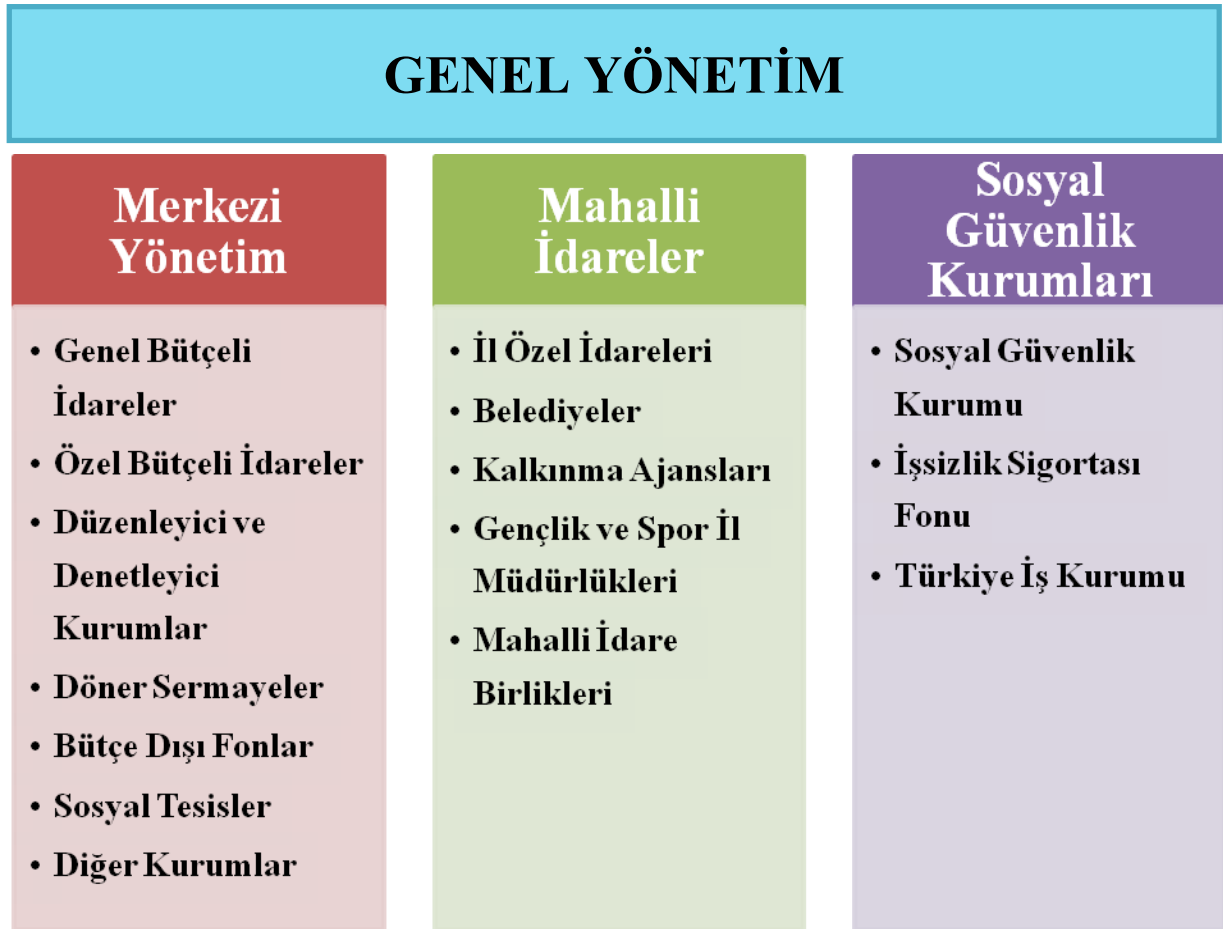 GENEL YÖNETİM
Merkezi
Yönetim
• Genel Bütçeli
İdareler
• Özel Bütçeli İdareler
• Düzenleyici ve
Denetleyici
Kurumlar
• Döner Sermayeler
• Bütçe Dışı Fonlar
• Sosyal Tesisler
• Diğer Kurumlar
Mahalli
İdareler
• İl Özel İdareleri
• Belediyeler
• Kalkınma Ajansları
• Gençlik ve Spor İl
Müdürlükleri
• Mahalli İdare
Birlikleri
Sosyal
Güvenlik
Kurumları
• Sosyal Güvenlik
Kurumu
• İşsizlik Sigortası
Fonu
• Türkiye İş Kurumu